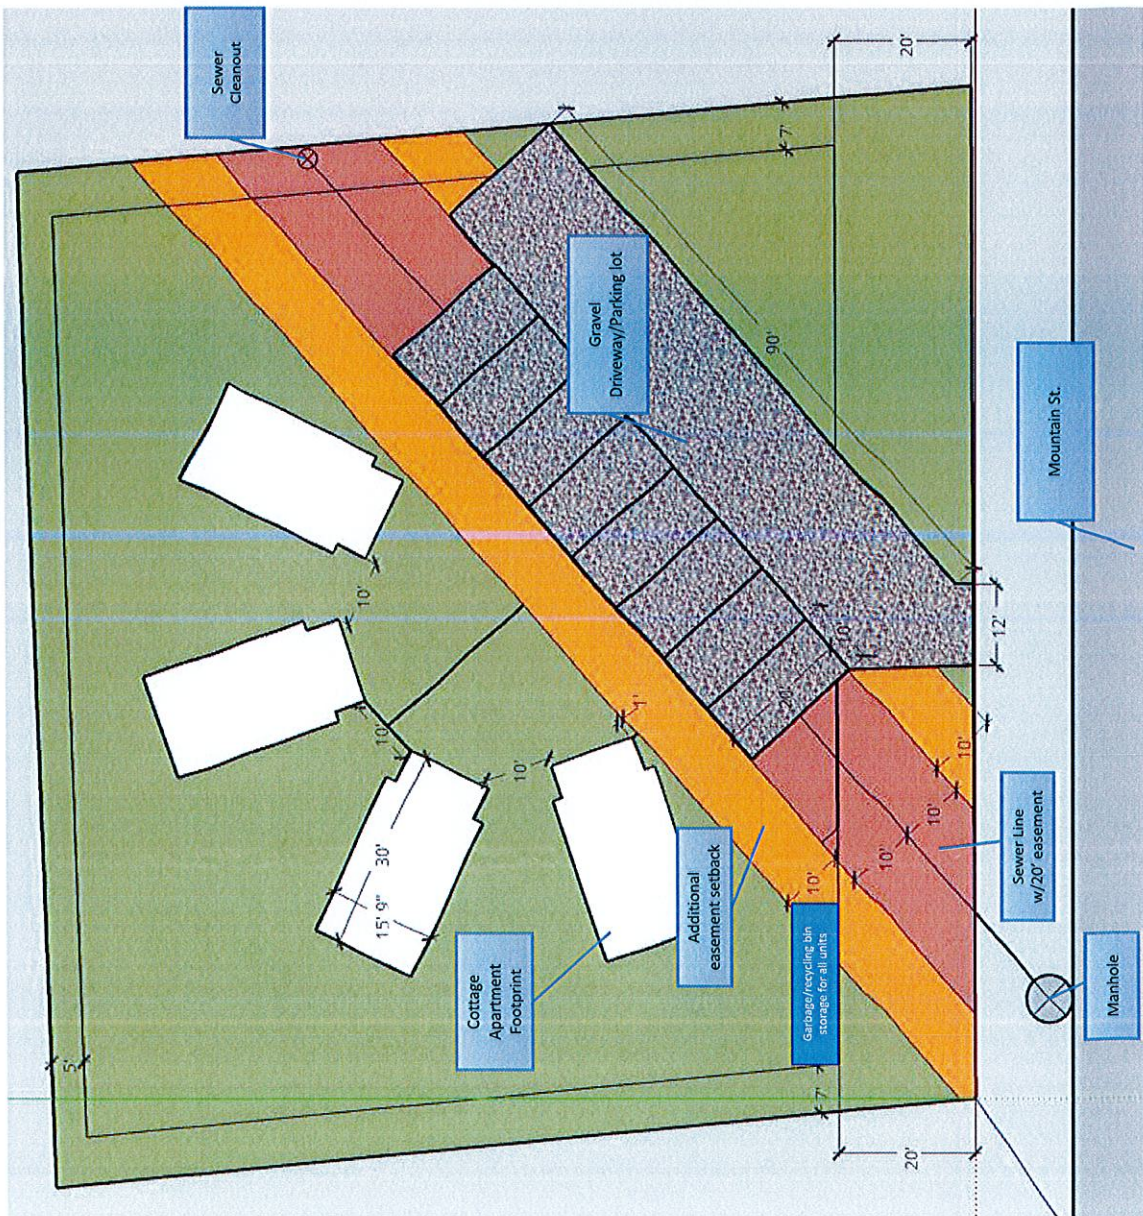 Sewer
Cleanout
20'
7'
Gravel
Driveway/Parking lot
90'
Mountain St.
10'
12'
10'
20'
10'
1'
10'
10'
10'
30'
15' 9"
10'
10'
Additional
easement setback
Sewer Line
w/20' easement
Cottage
Apartment
Footprint
Garbage/recycling bin
storage for all units
Manhole
5'
7'
20'